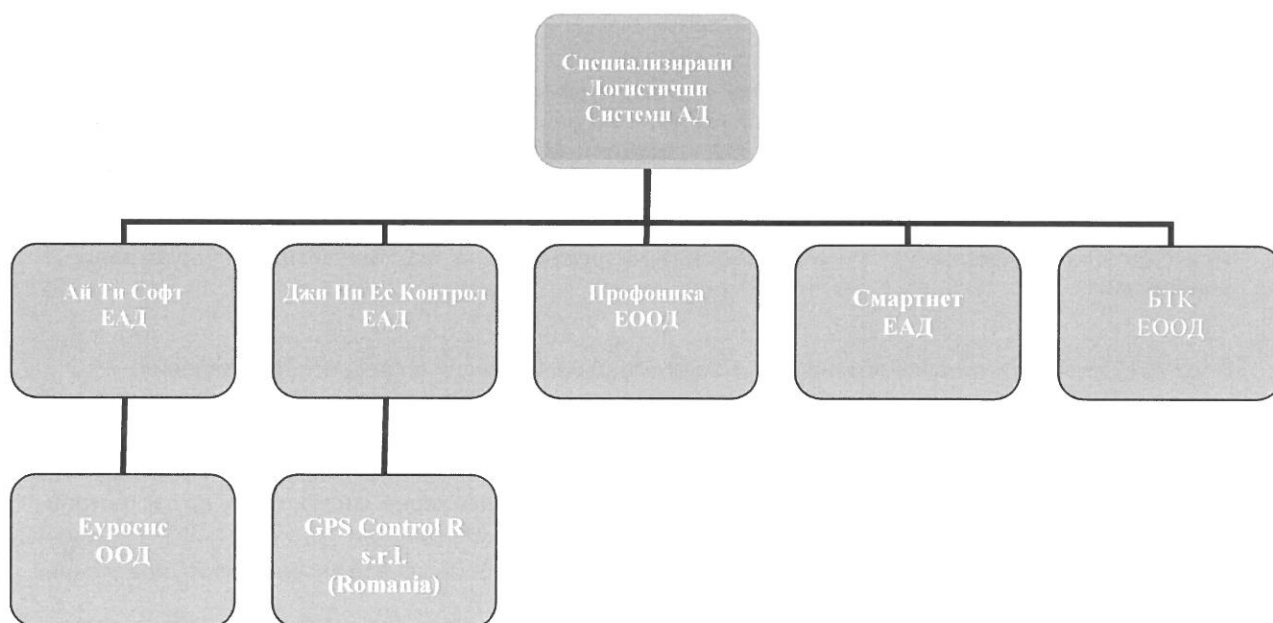 Специализирани
Логистични
Системи АД
Ай Ти Софт
ЕАД
Джи Пи Ес Контрол
ЕАД
Профоника
ЕООД
Смартнет
ЕАД
БТК
ЕООД
Еуросис
ООД
GPS Control R
s.r.l.
(Romania)